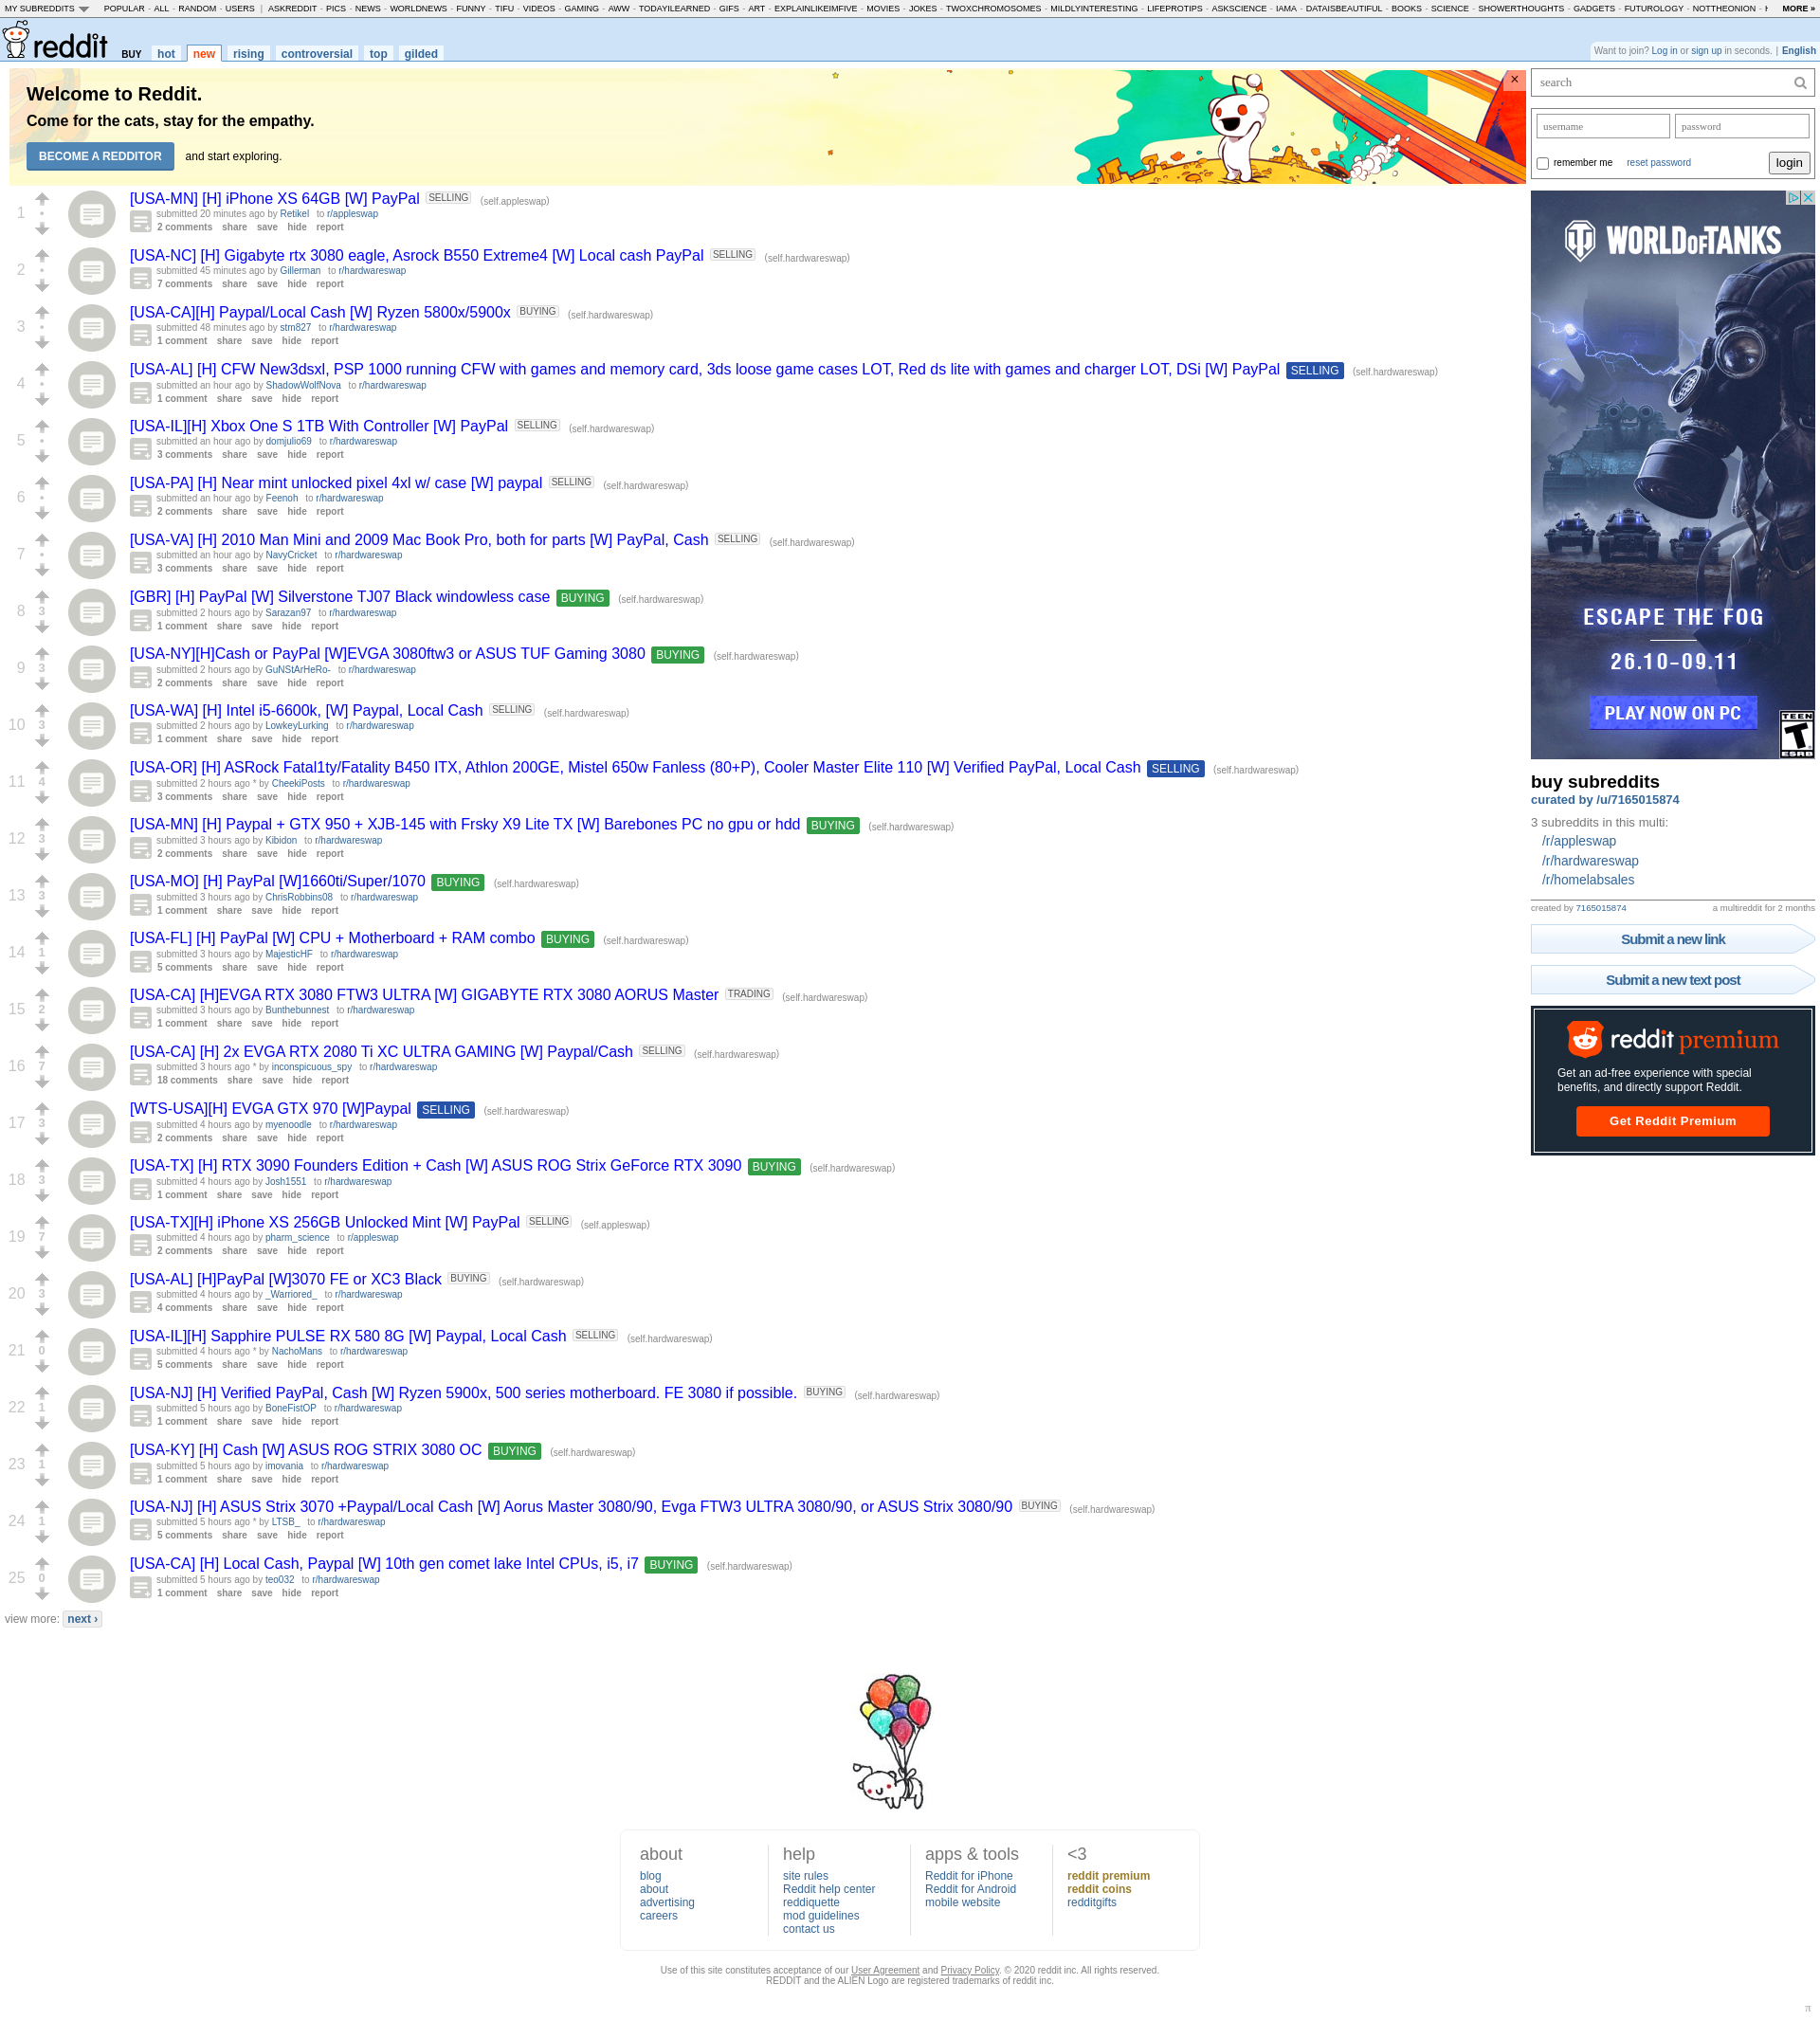 MY SUBREDDITS POPULAR - ALL - RANDOM - USERS | ASKREDDIT - PICS - NEWS - WORLDNEWS - FUNNY - TIFU - VIDEOS - GAMING - AWW - TODAYILEARNED - GIFS - ART - EXPLAINLIKEIMFIVE - MOVIES - JOKES - TWOXCHROMOSOMES - MILDLYINTERESTING - LIFEPROTIPS - ASKSCIENCE - IAMA - DATAISBEAUTIFUL - BOOKS - SCIENCE - SHOWERTHOUGHTS - GADGETS - FUTUROLOGY - NOTTHEONION - MORE »
reddit BUY hot new rising controversial top gilded
Want to join? Log in or sign up in seconds. | English
Welcome to Reddit.
Come for the cats, stay for the empathy.
BECOME A REDDITOR and start exploring.
×
1
[USA-MN] [H] iPhone XS 64GB [W] PayPal SELLING (self.appleswap)
submitted 20 minutes ago by Retikel to r/appleswap
2 comments share save hide report
2
[USA-NC] [H] Gigabyte rtx 3080 eagle, Asrock B550 Extreme4 [W] Local cash PayPal SELLING (self.hardwareswap)
submitted 45 minutes ago by Gillerman to r/hardwareswap
7 comments share save hide report
3
[USA-CA][H] Paypal/Local Cash [W] Ryzen 5800x/5900x BUYING (self.hardwareswap)
submitted 48 minutes ago by stm827 to r/hardwareswap
1 comment share save hide report
4
[USA-AL] [H] CFW New3dsxl, PSP 1000 running CFW with games and memory card, 3ds loose game cases LOT, Red ds lite with games and charger LOT, DSi [W] PayPal SELLING (self.hardwareswap)
submitted an hour ago by ShadowWolfNova to r/hardwareswap
1 comment share save hide report
5
[USA-IL][H] Xbox One S 1TB With Controller [W] PayPal SELLING (self.hardwareswap)
submitted an hour ago by domjulio69 to r/hardwareswap
3 comments share save hide report
6
[USA-PA] [H] Near mint unlocked pixel 4xl w/ case [W] paypal SELLING (self.hardwareswap)
submitted an hour ago by Feenoh to r/hardwareswap
2 comments share save hide report
7
[USA-VA] [H] 2010 Man Mini and 2009 Mac Book Pro, both for parts [W] PayPal, Cash SELLING (self.hardwareswap)
submitted an hour ago by NavyCricket to r/hardwareswap
3 comments share save hide report
8 3
[GBR] [H] PayPal [W] Silverstone TJ07 Black windowless case BUYING (self.hardwareswap)
submitted 2 hours ago by Sarazan97 to r/hardwareswap
1 comment share save hide report
9 3
[USA-NY][H]Cash or PayPal [W]EVGA 3080ftw3 or ASUS TUF Gaming 3080 BUYING (self.hardwareswap)
submitted 2 hours ago by GuNStArHeRo- to r/hardwareswap
2 comments share save hide report
10 3
[USA-WA] [H] Intel i5-6600k, [W] Paypal, Local Cash SELLING (self.hardwareswap)
submitted 2 hours ago by LowkeyLurking to r/hardwareswap
1 comment share save hide report
11 4
[USA-OR] [H] ASRock Fatal1ty/Fatality B450 ITX, Athlon 200GE, Mistel 650w Fanless (80+P), Cooler Master Elite 110 [W] Verified PayPal, Local Cash SELLING (self.hardwareswap)
submitted 2 hours ago * by CheekiPosts to r/hardwareswap
3 comments share save hide report
12 3
[USA-MN] [H] Paypal + GTX 950 + XJB-145 with Frsky X9 Lite TX [W] Barebones PC no gpu or hdd BUYING (self.hardwareswap)
submitted 3 hours ago by Kibidon to r/hardwareswap
2 comments share save hide report
13 3
[USA-MO] [H] PayPal [W]1660ti/Super/1070 BUYING (self.hardwareswap)
submitted 3 hours ago by ChrisRobbins08 to r/hardwareswap
1 comment share save hide report
14 1
[USA-FL] [H] PayPal [W] CPU + Motherboard + RAM combo BUYING (self.hardwareswap)
submitted 3 hours ago by MajesticHF to r/hardwareswap
5 comments share save hide report
15 2
[USA-CA] [H]EVGA RTX 3080 FTW3 ULTRA [W] GIGABYTE RTX 3080 AORUS Master TRADING (self.hardwareswap)
submitted 3 hours ago by Bunthebunnest to r/hardwareswap
1 comment share save hide report
16 7
[USA-CA] [H] 2x EVGA RTX 2080 Ti XC ULTRA GAMING [W] Paypal/Cash SELLING (self.hardwareswap)
submitted 3 hours ago * by inconspicuous_spy to r/hardwareswap
18 comments share save hide report
17 3
[WTS-USA][H] EVGA GTX 970 [W]Paypal SELLING (self.hardwareswap)
submitted 4 hours ago by myenoodle to r/hardwareswap
2 comments share save hide report
18 3
[USA-TX] [H] RTX 3090 Founders Edition + Cash [W] ASUS ROG Strix GeForce RTX 3090 BUYING (self.hardwareswap)
submitted 4 hours ago by Josh1551 to r/hardwareswap
1 comment share save hide report
19 7
[USA-TX][H] iPhone XS 256GB Unlocked Mint [W] PayPal SELLING (self.appleswap)
submitted 4 hours ago by pharm_science to r/appleswap
2 comments share save hide report
20 3
[USA-AL] [H]PayPal [W]3070 FE or XC3 Black BUYING (self.hardwareswap)
submitted 4 hours ago by _Warriored_ to r/hardwareswap
4 comments share save hide report
21 0
[USA-IL][H] Sapphire PULSE RX 580 8G [W] Paypal, Local Cash SELLING (self.hardwareswap)
submitted 4 hours ago * by NachoMans to r/hardwareswap
5 comments share save hide report
22 1
[USA-NJ] [H] Verified PayPal, Cash [W] Ryzen 5900x, 500 series motherboard. FE 3080 if possible. BUYING (self.hardwareswap)
submitted 5 hours ago by BoneFistOP to r/hardwareswap
1 comment share save hide report
23 1
[USA-KY] [H] Cash [W] ASUS ROG STRIX 3080 OC BUYING (self.hardwareswap)
submitted 5 hours ago by imovania to r/hardwareswap
1 comment share save hide report
24 1
[USA-NJ] [H] ASUS Strix 3070 +Paypal/Local Cash [W] Aorus Master 3080/90, Evga FTW3 ULTRA 3080/90, or ASUS Strix 3080/90 BUYING (self.hardwareswap)
submitted 5 hours ago * by LTSB_ to r/hardwareswap
5 comments share save hide report
25 0
[USA-CA] [H] Local Cash, Paypal [W] 10th gen comet lake Intel CPUs, i5, i7 BUYING (self.hardwareswap)
submitted 5 hours ago by teo032 to r/hardwareswap
1 comment share save hide report
view more: next ›
search
username password
remember me reset password login
WORLD OF TANKS
ESCAPE THE FOG
26.10–09.11
PLAY NOW ON PC
TEEN
T
ESRB
buy subreddits
curated by /u/7165015874
3 subreddits in this multi:
/r/appleswap
/r/hardwareswap
/r/homelabsales
created by 7165015874 a multireddit for 2 months
Submit a new link
Submit a new text post
reddit premium
Get an ad-free experience with special
benefits, and directly support Reddit.
Get Reddit Premium
about
blog
about
advertising
careers
help
site rules
Reddit help center
reddiquette
mod guidelines
contact us
apps & tools
Reddit for iPhone
Reddit for Android
mobile website
<3
reddit premium
reddit coins
redditgifts
Use of this site constitutes acceptance of our User Agreement and Privacy Policy. © 2020 reddit inc. All rights reserved.
REDDIT and the ALIEN Logo are registered trademarks of reddit inc.
π